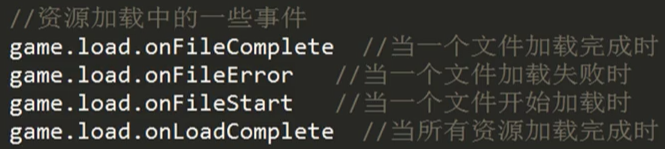 //资源加载中的一些事件
game.load.onFileComplete //当一个文件加载完成时
game.load.onFileError //当一个文件加载失败时
game.load.onFileStart //当一个文件开始加载时
game.load.onLoadComplete //当所有资源加载完成时